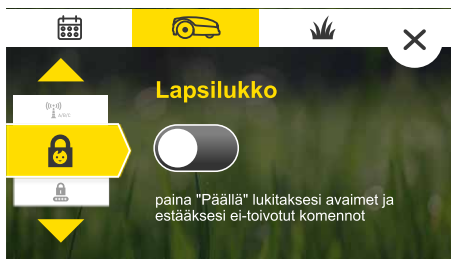 Lapsilukko
A/B/C
paina "Päällä" lukitaksesi avaimet ja
estääksesi ei-toivotut komennot